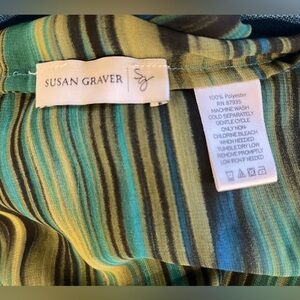 SUSAN GRAVER Sg
100% Polyester
RN 87935
MACHINE WASH
COLD SEPARATELY
GENTLE CYCLE
ONLY NON-
CHLORINE BLEACH
WHEN NEEDED
TUMBLE DRY LOW
REMOVE PROMPTLY
LOW IRON IF NEEDED